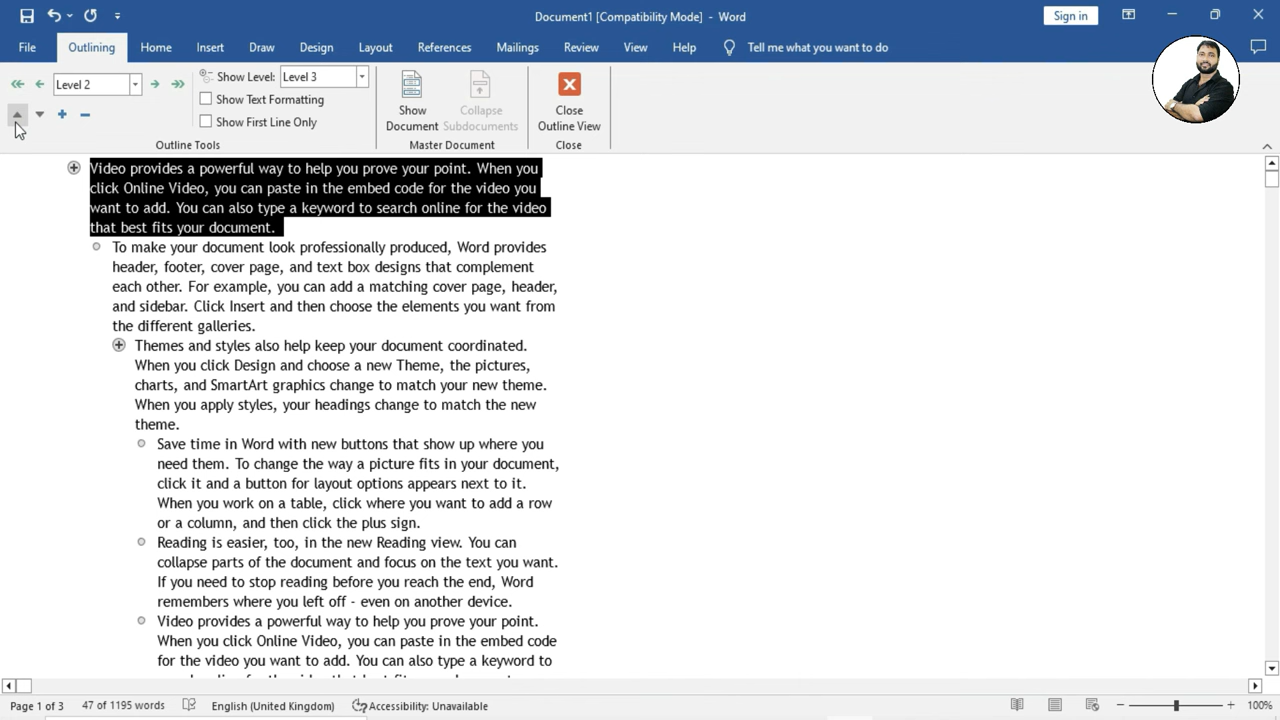 Document1 [Compatibility Mode] - Word
Sign in
File Outlining Home Insert Draw Design Layout References Mailings Review View Help Tell me what you want to do
Level 2
Show Level: Level 3
Show Text Formatting
Show First Line Only
Outline Tools
Show Document
Collapse Subdocuments
Master Document
Close Outline View
Close
Video provides a powerful way to help you prove your point. When you
click Online Video, you can paste in the embed code for the video you
want to add. You can also type a keyword to search online for the video
that best fits your document.
To make your document look professionally produced, Word provides
header, footer, cover page, and text box designs that complement
each other. For example, you can add a matching cover page, header,
and sidebar. Click Insert and then choose the elements you want from
the different galleries.
Themes and styles also help keep your document coordinated.
When you click Design and choose a new Theme, the pictures,
charts, and SmartArt graphics change to match your new theme.
When you apply styles, your headings change to match the new
theme.
Save time in Word with new buttons that show up where you
need them. To change the way a picture fits in your document,
click it and a button for layout options appears next to it.
When you work on a table, click where you want to add a row
or a column, and then click the plus sign.
Reading is easier, too, in the new Reading view. You can
collapse parts of the document and focus on the text you want.
If you need to stop reading before you reach the end, Word
remembers where you left off - even on another device.
Video provides a powerful way to help you prove your point.
When you click Online Video, you can paste in the embed code
for the video you want to add. You can also type a keyword to
Page 1 of 3 47 of 1195 words English (United Kingdom) Accessibility: Unavailable 100%